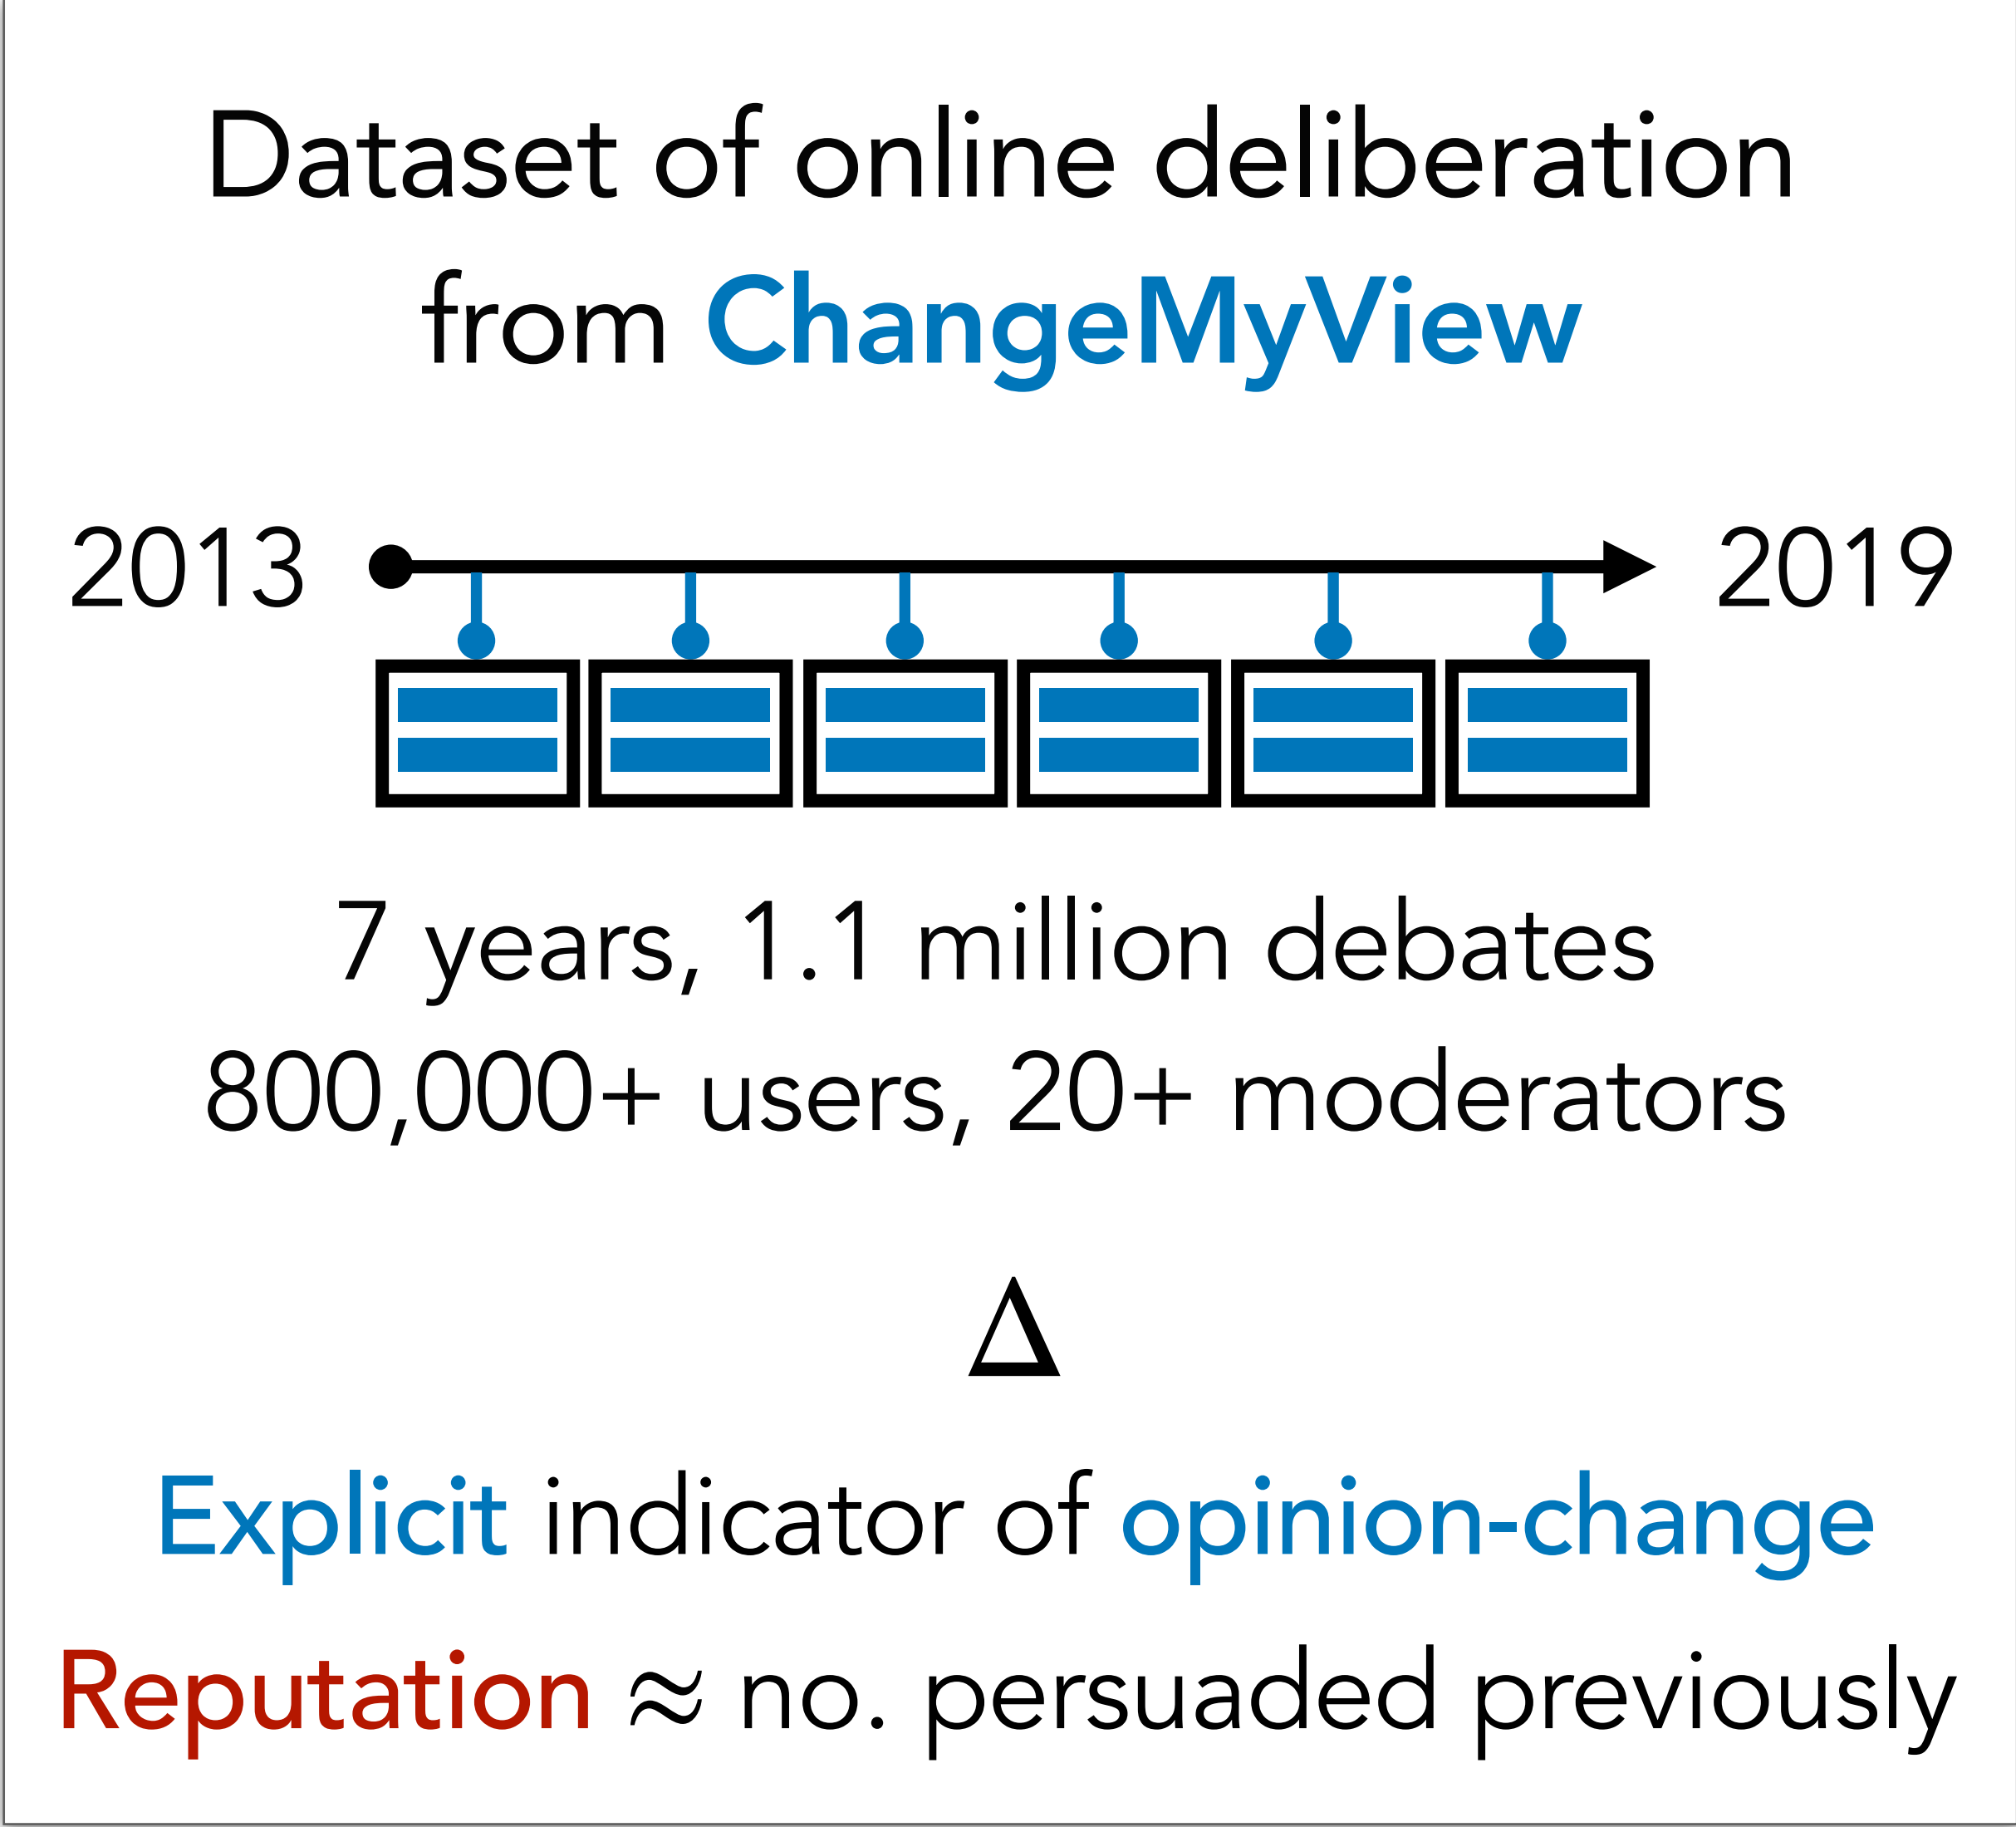 Dataset of online deliberation
from ChangeMyView
2013 2019
7 years, 1.1 million debates
800,000+ users, 20+ moderators
Δ
Explicit indicator of opinion-change
Reputation ≈ no. persuaded previously